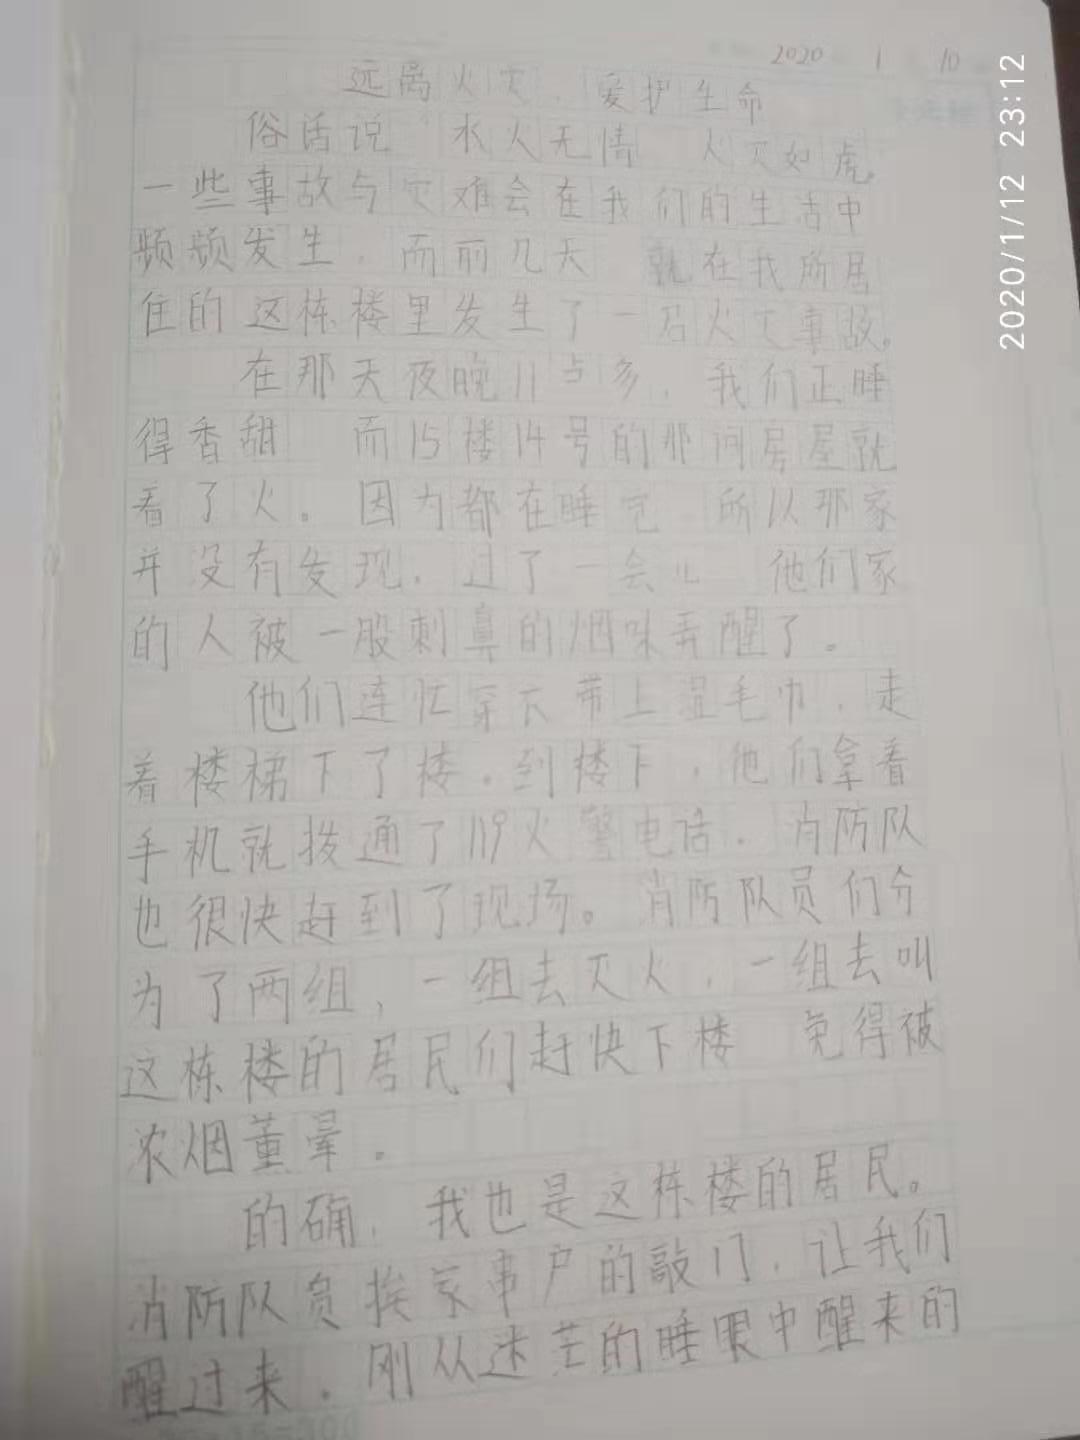 2020 1 10
远离火灾，爱护生命
俗话说 水火无情 火灾如虎。
一些事故与灾难会在我们的生活中
频频发生，而前几天 就在我所居
住的这栋楼里发生了一名火灾事故。
在那天夜晚11点多，我们正睡
得香甜 而15楼14号的那间房屋就
着了火。因为都在睡觉 所以那家
并没有发现，过了一会儿 他们家
的人被一股刺鼻的烟味弄醒了。
他们连忙穿衣带上湿毛巾，走
着楼梯下了楼，到楼下，他们拿着
手机就拨通了119火警电话，消防队
也很快赶到了现场。消防队员们分
为了两组，一组去灭火，一组去叫
这栋楼的居民们赶快下楼 免得被
浓烟董晕。
的确，我也是这栋楼的居民。
消防队员挨家串户的敲门，让我们
醒过来。刚从迷芒的睡眼中醒来的
2020/1/12 23:12